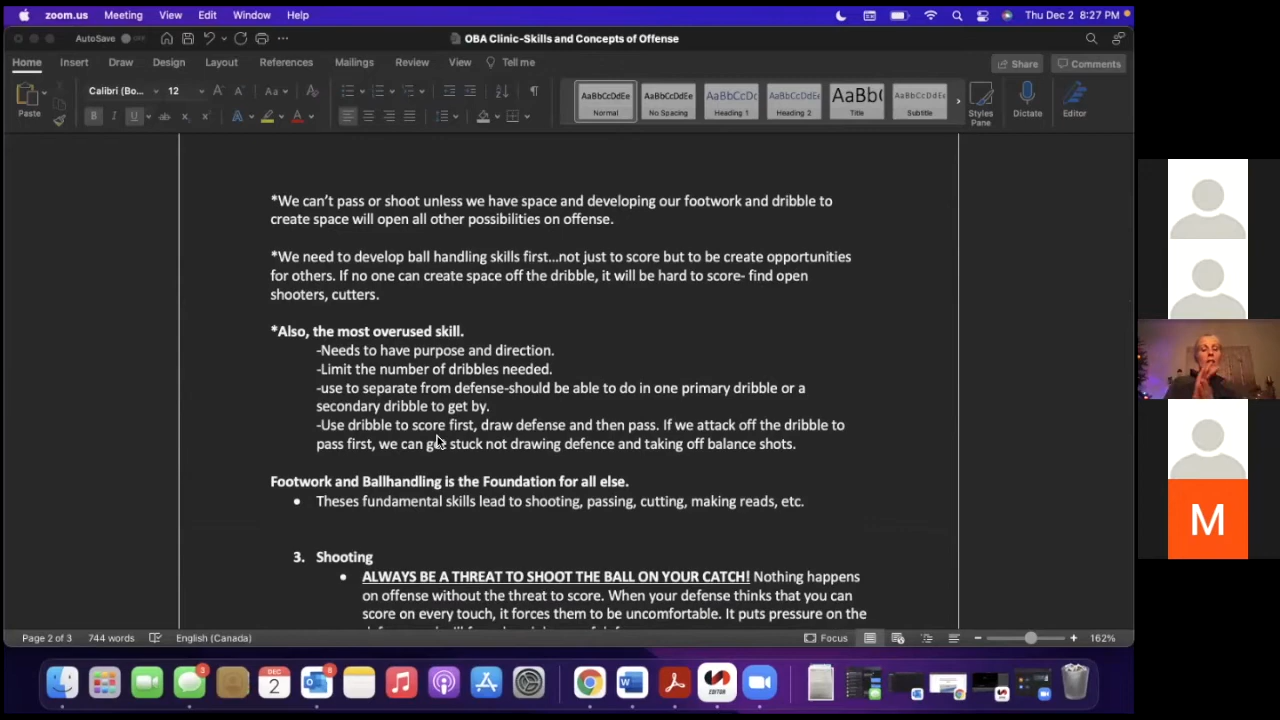 zoom.us Meeting View Edit Window Help Thu Dec 2 8:27 PM
AutoSave OFF OBA Clinic-Skills and Concepts of Offense
Home Insert Draw Design Layout References Mailings Review View Tell me Share Comments
Paste Calibri (Bo... 12 Aa AaBbCcDdEe AaBbCcDdEe AaBbCcDc AaBbCcDdEe AaBb( AaBbCcDdEe
Normal No Spacing Heading 1 Heading 2 Title Subtitle Styles Pane Dictate Editor
*We can’t pass or shoot unless we have space and developing our footwork and dribble to
create space will open all other possibilities on offense.
*We need to develop ball handling skills first…not just to score but to be create opportunities
for others. If no one can create space off the dribble, it will be hard to score- find open
shooters, cutters.
*Also, the most overused skill.
-Needs to have purpose and direction.
-Limit the number of dribbles needed.
-use to separate from defense-should be able to do in one primary dribble or a
secondary dribble to get by.
-Use dribble to score first, draw defense and then pass. If we attack off the dribble to
pass first, we can get stuck not drawing defence and taking off balance shots.
Footwork and Ballhandling is the Foundation for all else.
• Theses fundamental skills lead to shooting, passing, cutting, making reads, etc.
3. Shooting
• ALWAYS BE A THREAT TO SHOOT THE BALL ON YOUR CATCH! Nothing happens
on offense without the threat to score. When your defense thinks that you can
score on every touch, it forces them to be uncomfortable. It puts pressure on the
M
Page 2 of 3 744 words English (Canada) Focus 162%
3 DEC 2 8 EDITOR